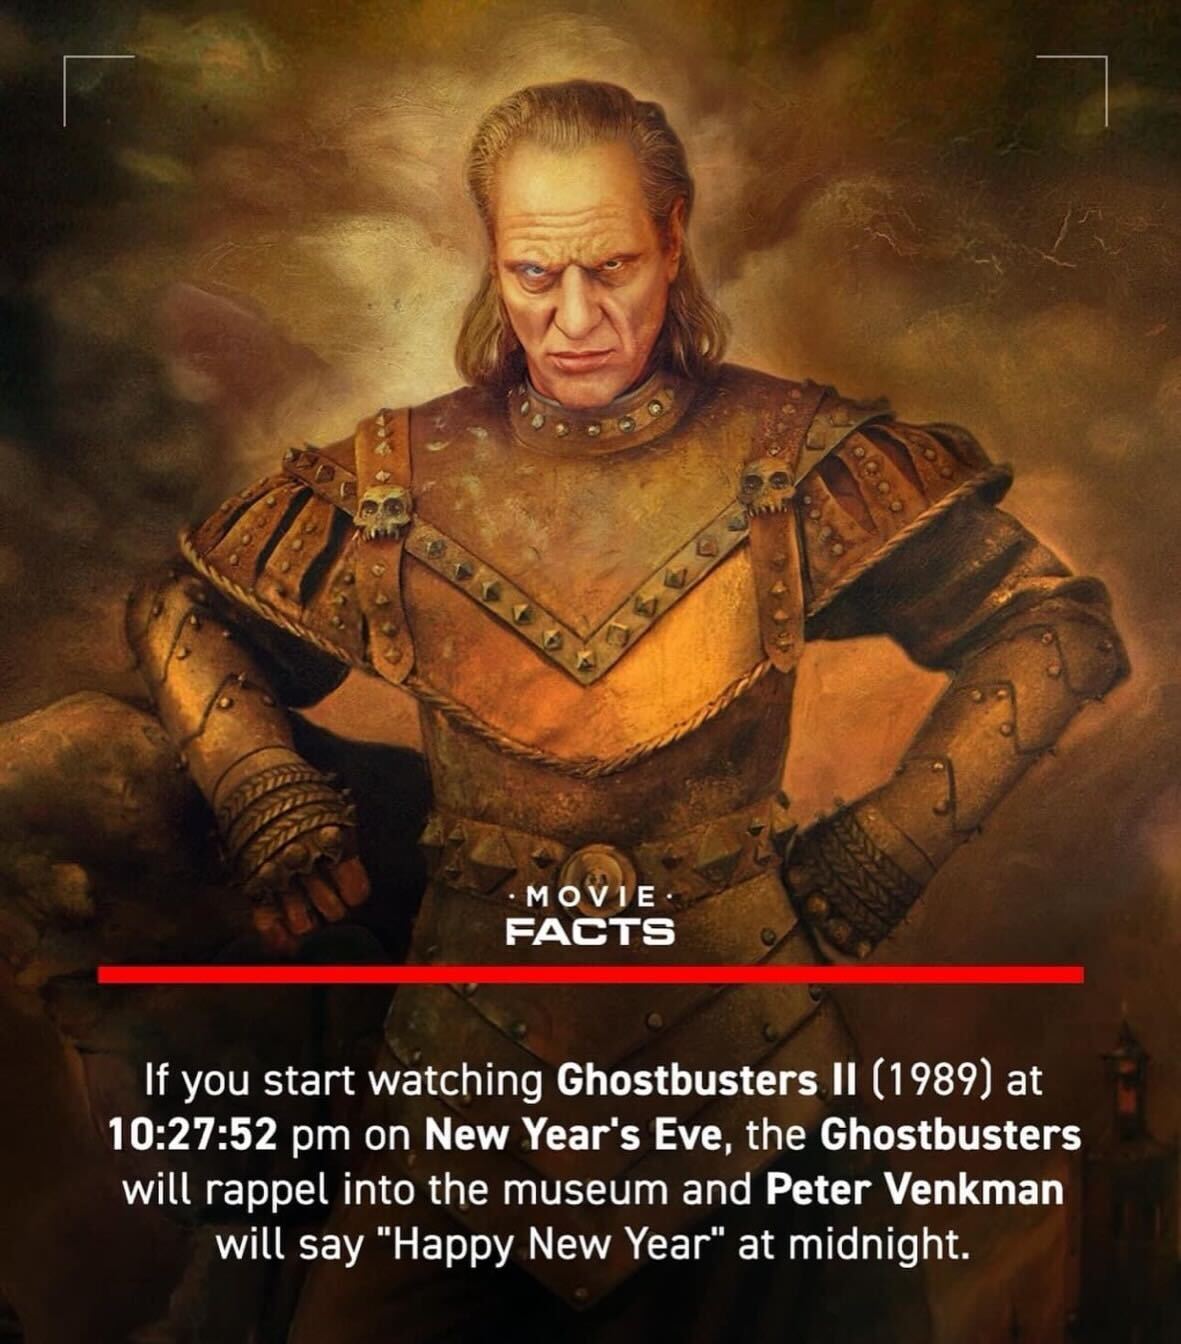 · MOVIE ·
FACTS
If you start watching Ghostbusters II (1989) at
10:27:52 pm on New Year's Eve, the Ghostbusters
will rappel into the museum and Peter Venkman
will say "Happy New Year" at midnight.